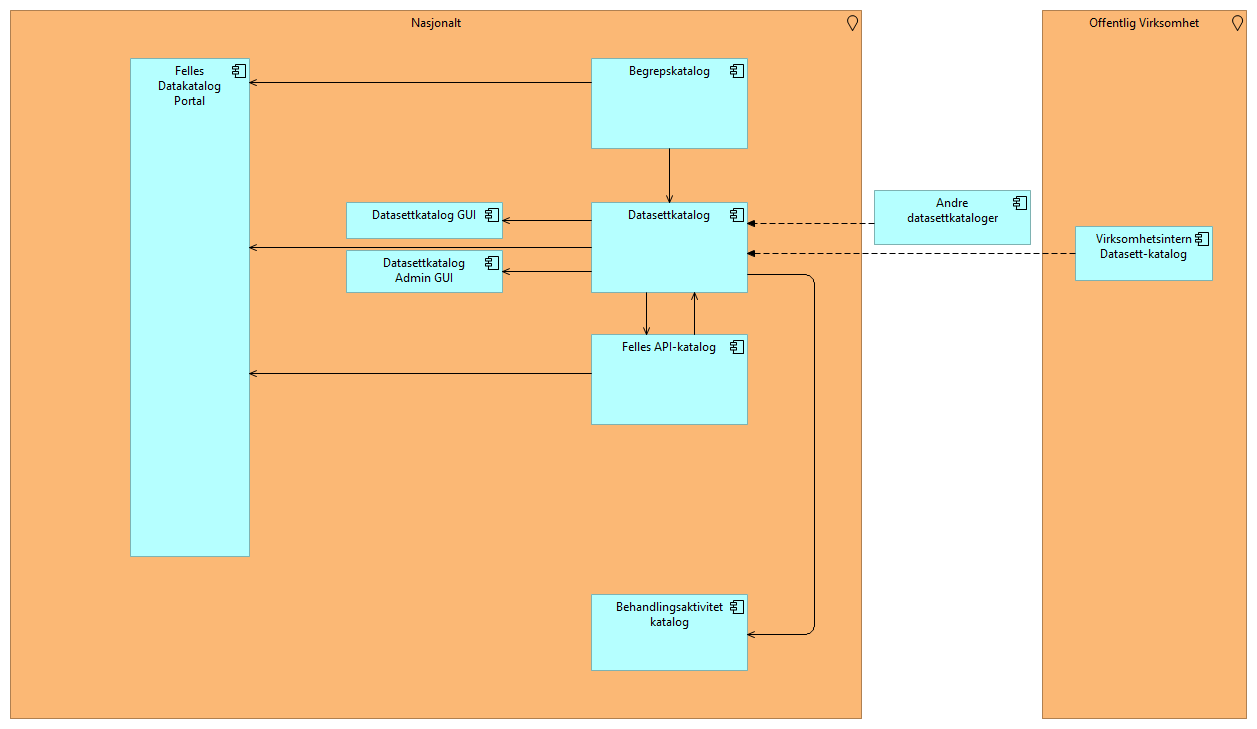 Nasjonalt
Offentlig Virksomhet
Felles
Datakatalog
Portal
Begrepskatalog
Datasettkatalog GUI
Datasettkatalog
Andre
datasettkataloger
Virksomhetsintern
Datasett-katalog
Datasettkatalog
Admin GUI
Felles API-katalog
Behandlingsaktivitet
katalog